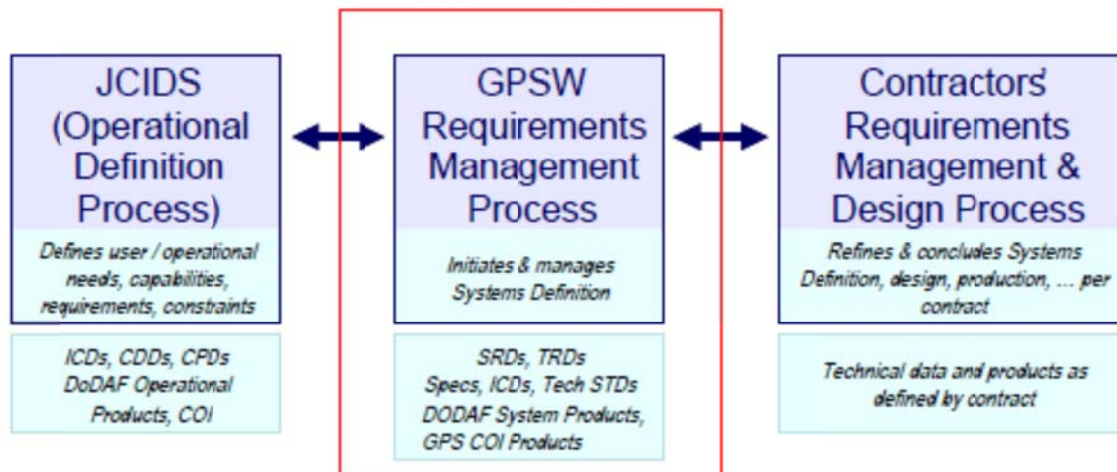 JCIDS
(Operational
Definition
Process)
Defines user / operational
needs, capabilities,
requirements, constraints
ICDs, CDDs, CPDs
DoDAF Operational
Products, COI
GPSW
Requirements
Management
Process
Initiates & manages
Systems Definition
SRDs, TRDs
Specs, ICDs, Tech STDs
DODAF System Products,
GPS COI Products
Contractors'
Requirements
Management &
Design Process
Refines & concludes Systems
Definition, design, production, ... per
contract
Technical data and products as
defined by contract